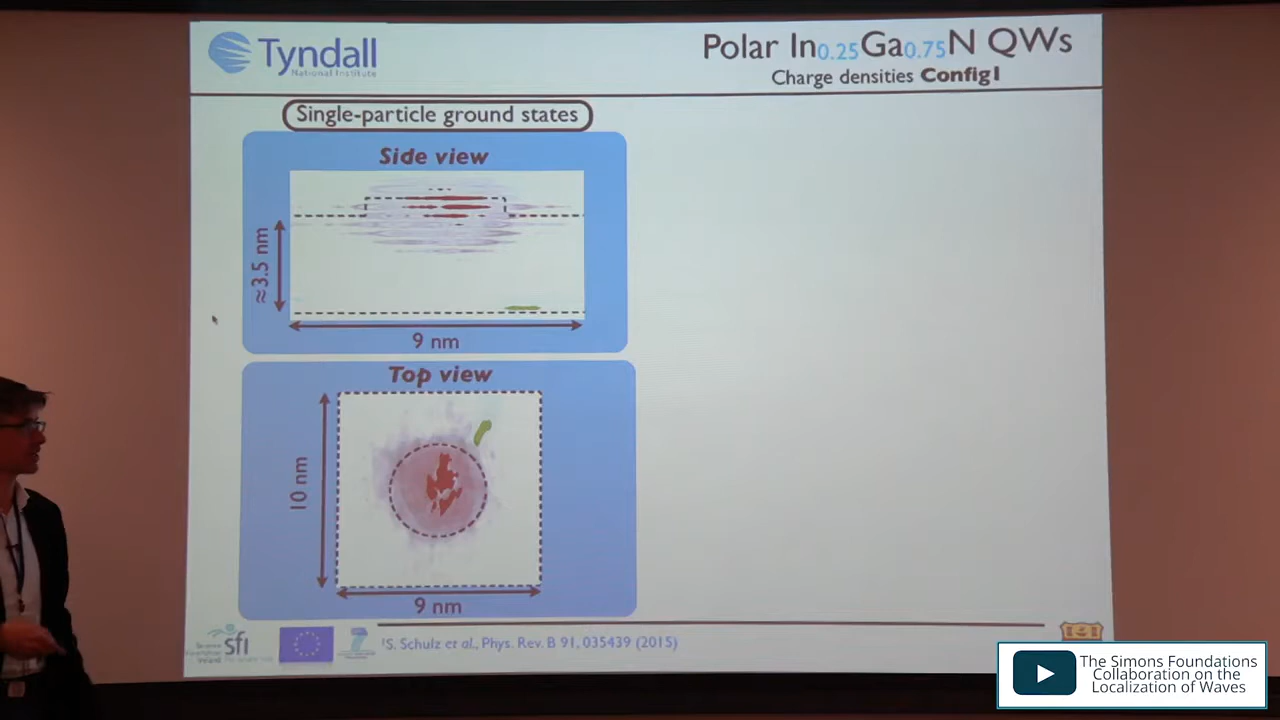 Tyndall
National Institute
Polar In0.25Ga0.75N QWs
Charge densities Config1
Single-particle ground states
Side view
≈3.5 nm
9 nm
Top view
10 nm
9 nm
sfi
¹S. Schulz et al., Phys. Rev. B 91, 035439 (2015)
The Simons Foundations
Collaboration on the
Localization of Waves